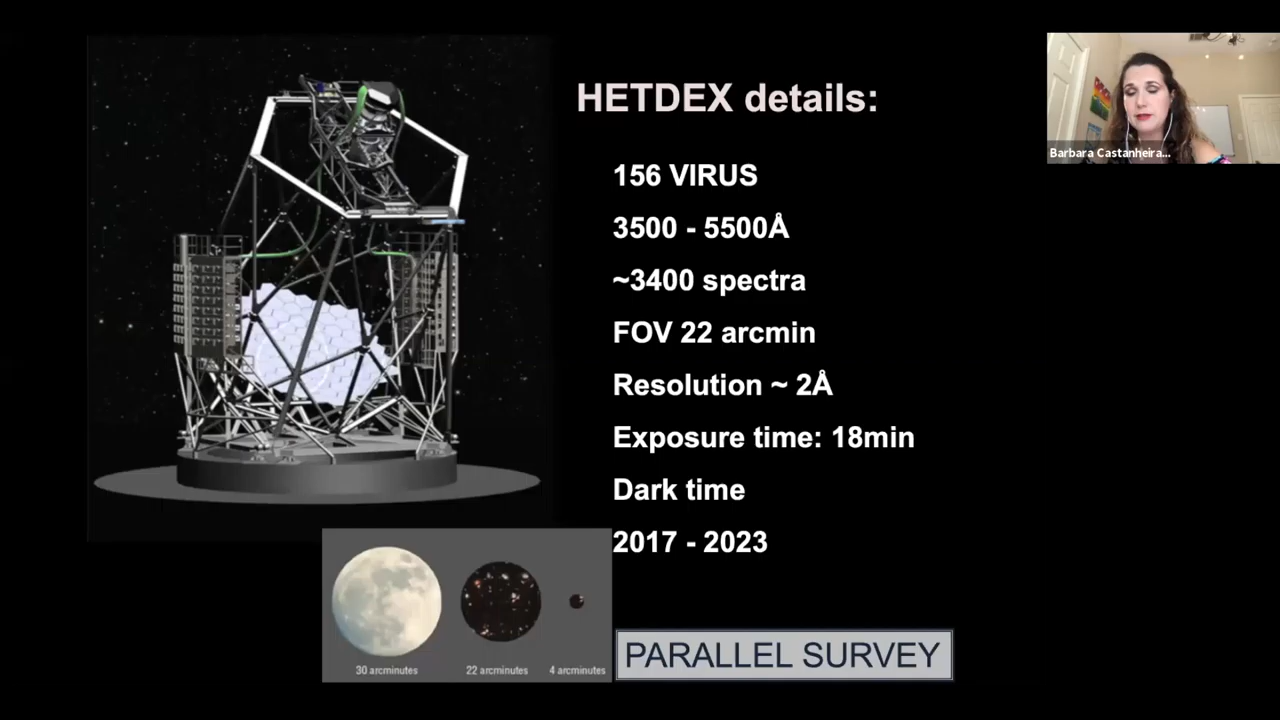 HETDEX details:
156 VIRUS
3500 - 5500Å
~3400 spectra
FOV 22 arcmin
Resolution ~ 2Å
Exposure time: 18min
Dark time
2017 - 2023
PARALLEL SURVEY
30 arcminutes
22 arcminutes
4 arcminutes
Barbara Castanheira...